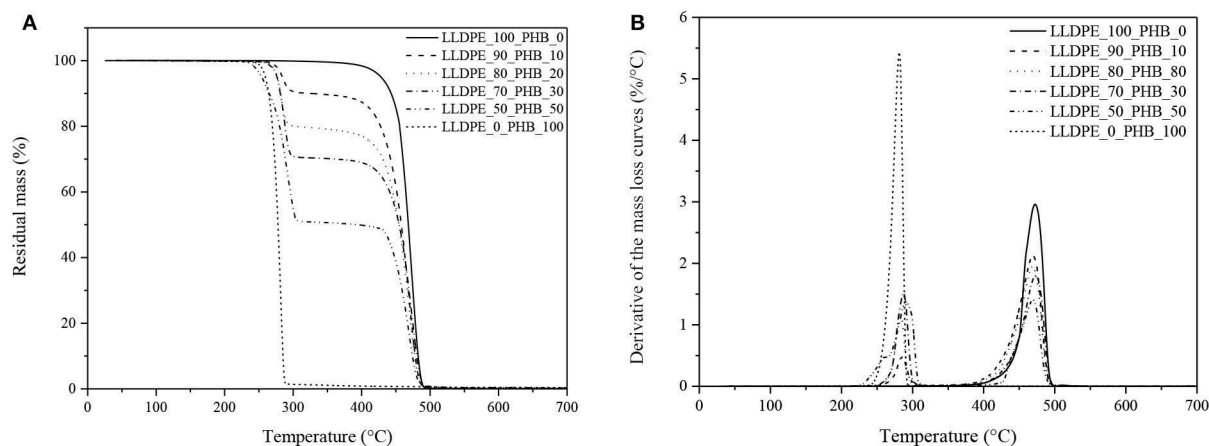 A
Residual mass (%)
100
80
60
40
20
0
0
100
200
300
400
500
600
700
Temperature (°C)
LLDPE_100_PHB_0
LLDPE_90_PHB_10
LLDPE_80_PHB_20
LLDPE_70_PHB_30
LLDPE_50_PHB_50
LLDPE_0_PHB_100
B
Derivative of the mass loss curves (%/°C)
6
5
4
3
2
1
0
0
100
200
300
400
500
600
700
Temperature (°C)
LLDPE_100_PHB_0
LLDPE_90_PHB_10
LLDPE_80_PHB_80
LLDPE_70_PHB_30
LLDPE_50_PHB_50
LLDPE_0_PHB_100